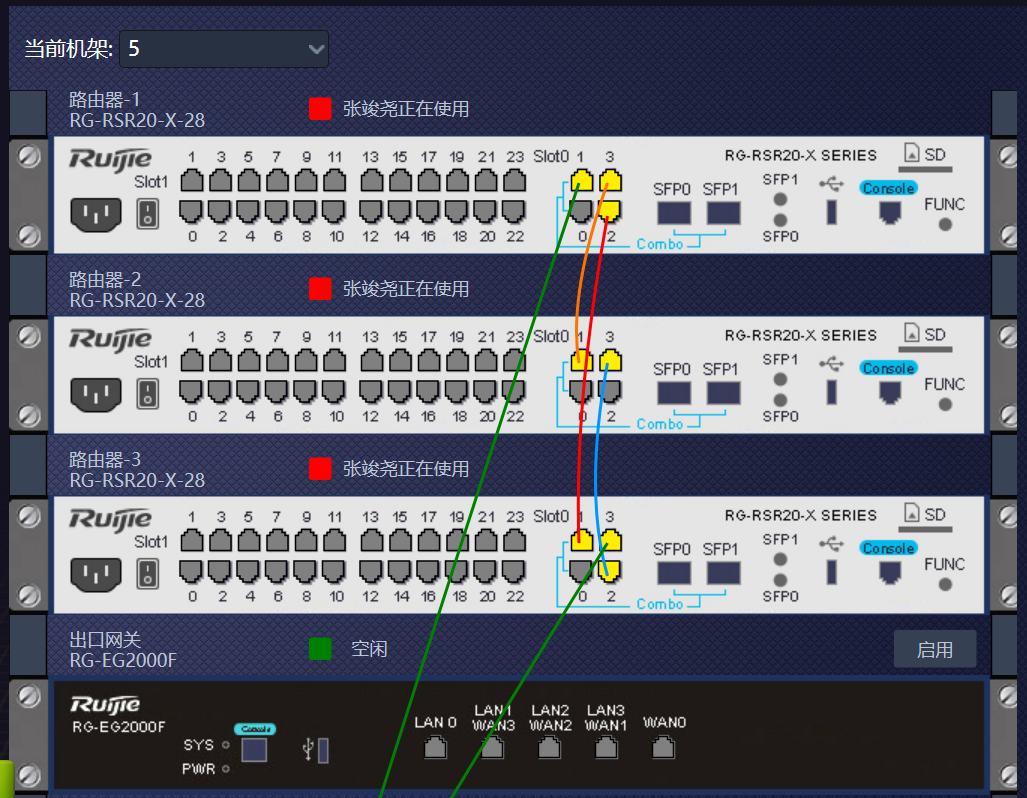 当前机架: 5
路由器-1
RG-RSR20-X-28
张竣尧正在使用
Ruijie 1 3 5 7 9 11 13 15 17 19 21 23 Slot0 1 3 RG-RSR20-X SERIES SD
Slot1 SFP0 SFP1 SFP1 Console
FUNC
0 2 4 6 8 10 12 14 16 18 20 22 0 2 Combo SFP0
路由器-2
RG-RSR20-X-28
张竣尧正在使用
Ruijie 1 3 5 7 9 11 13 15 17 19 21 23 Slot0 1 3 RG-RSR20-X SERIES SD
Slot1 SFP0 SFP1 SFP1 Console
FUNC
0 2 4 6 8 10 12 14 16 18 20 22 0 2 Combo SFP0
路由器-3
RG-RSR20-X-28
张竣尧正在使用
Ruijie 1 3 5 7 9 11 13 15 17 19 21 23 Slot0 1 3 RG-RSR20-X SERIES SD
Slot1 SFP0 SFP1 SFP1 Console
FUNC
0 2 4 6 8 10 12 14 16 18 20 22 0 2 Combo SFP0
出口网关
RG-EG2000F
空闲
启用
Ruijie
RG-EG2000F
Console
SYS
PWR
LAN 0 LAN1 LAN2 LAN3 WAN0
WAN3 WAN2 WAN1